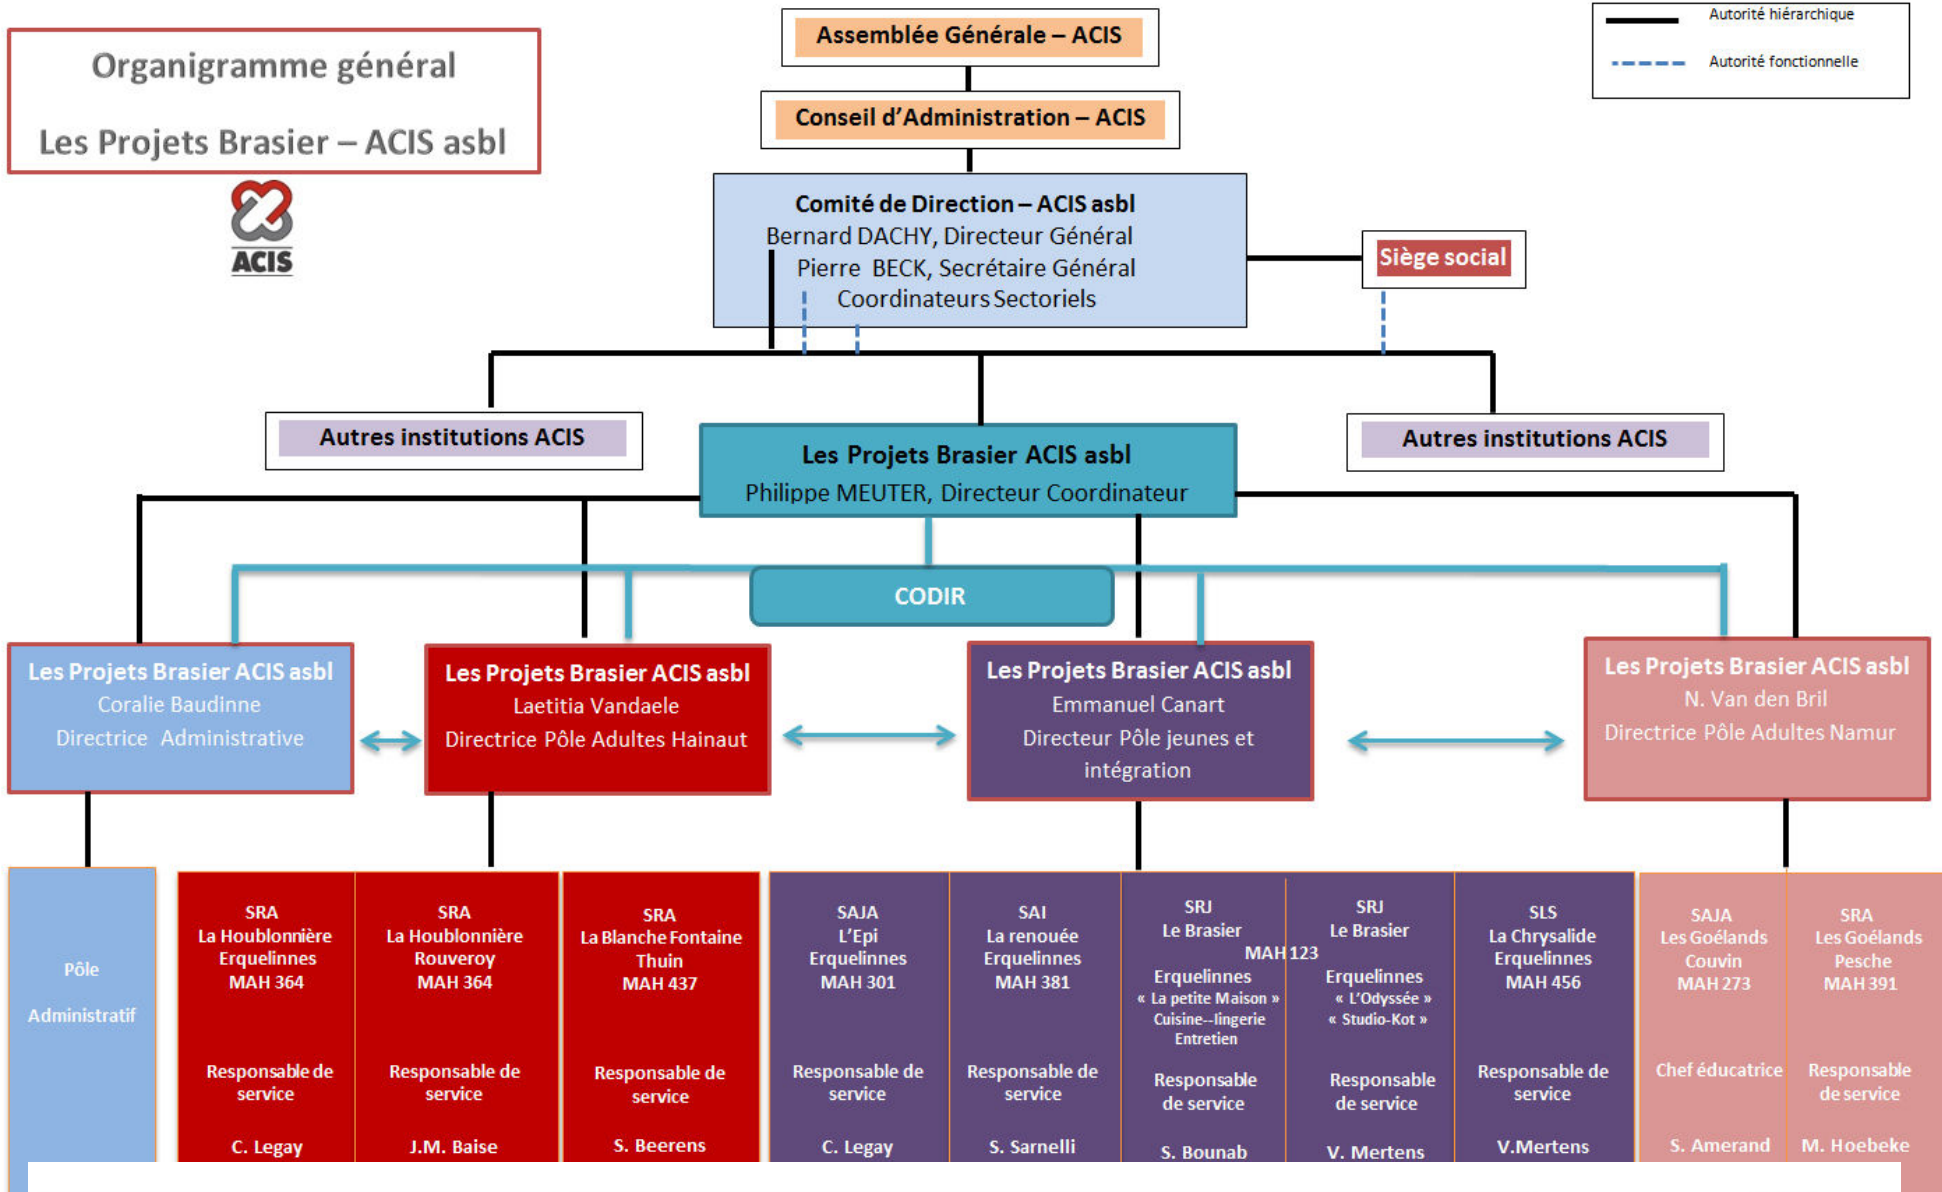 Organigramme général
Les Projets Brasier – ACIS asbl
ACIS
Autorité hiérarchique
Autorité fonctionnelle
Assemblée Générale – ACIS
Conseil d’Administration – ACIS
Comité de Direction – ACIS asbl
Bernard DACHY, Directeur Général
Pierre BECK, Secrétaire Général
Coordinateurs Sectoriels
Siège social
Autres institutions ACIS
Les Projets Brasier ACIS asbl
Philippe MEUTER, Directeur Coordinateur
Autres institutions ACIS
CODIR
Les Projets Brasier ACIS asbl
Coralie Baudinne
Directrice Administrative
Les Projets Brasier ACIS asbl
Laetitia Vandaele
Directrice Pôle Adultes Hainaut
Les Projets Brasier ACIS asbl
Emmanuel Canart
Directeur Pôle jeunes et
intégration
Les Projets Brasier ACIS asbl
N. Van den Bril
Directrice Pôle Adultes Namur
Pôle
Administratif
SRA
La Houblonnière
Erquelinnes
MAH 364
Responsable de
service
C. Legay
SRA
La Houblonnière
Rouveroy
MAH 364
Responsable de
service
J.M. Baise
SRA
La Blanche Fontaine
Thuin
MAH 437
Responsable de
service
S. Beerens
SAJA
L’Epi
Erquelinnes
MAH 301
Responsable de
service
C. Legay
SAI
La renouée
Erquelinnes
MAH 381
Responsable de
service
S. Sarnelli
SRJ
Le Brasier
MAH 123
Erquelinnes
« La petite Maison »
Cuisine--lingerie
Entretien
Responsable
de service
S. Bounab
SRJ
Le Brasier
Erquelinnes
« L’Odyssée »
« Studio-Kot »
Responsable
de service
V. Mertens
SLS
La Chrysalide
Erquelinnes
MAH 456
Responsable de
service
V.Mertens
SAJA
Les Goélands
Couvin
MAH 273
Chef éducatrice
S. Amerand
SRA
Les Goélands
Pesche
MAH 391
Responsable
de service
M. Hoebeke